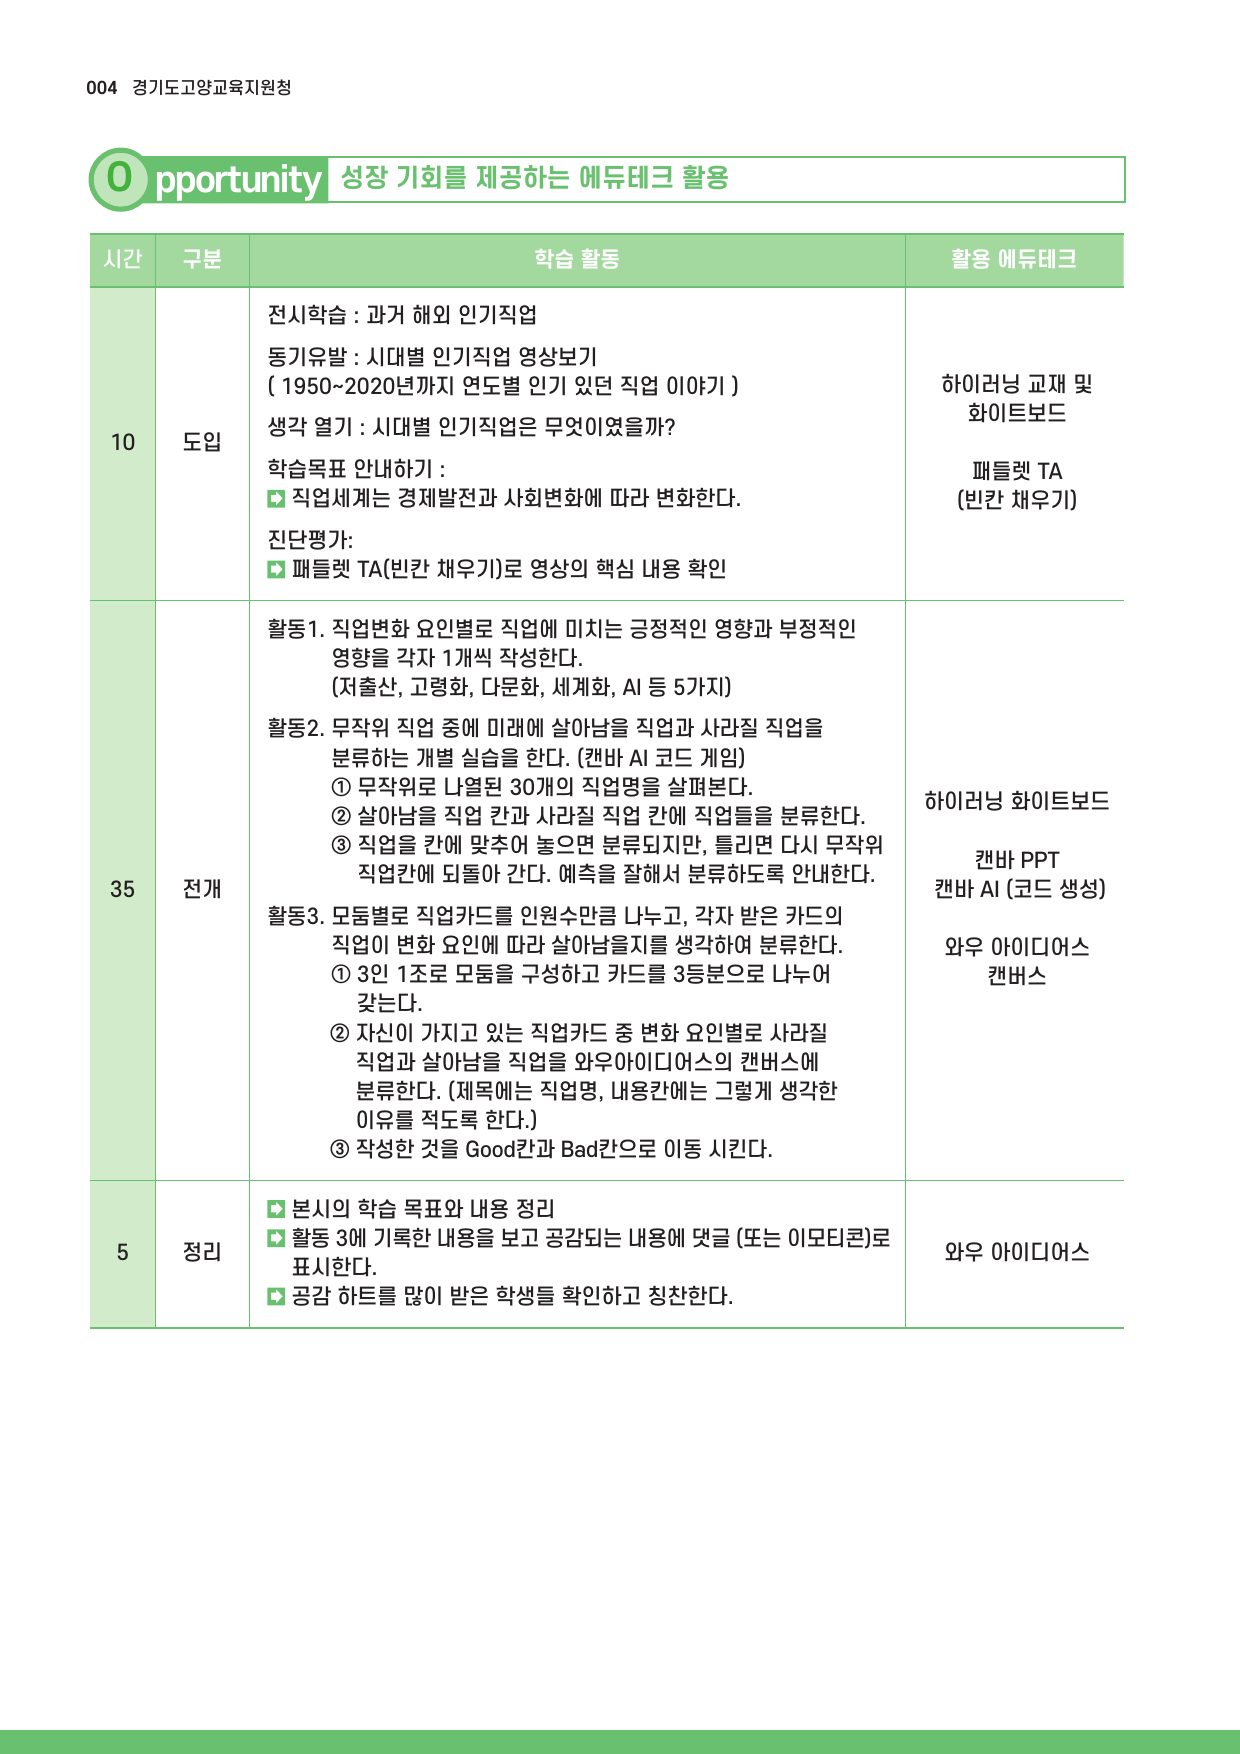 004 경기도고양교육지원청
Opportunity 성장 기회를 제공하는 에듀테크 활용
시간 구분 학습 활동 활용 에듀테크
10
도입
전시학습 : 과거 해외 인기직업
동기유발 : 시대별 인기직업 영상보기
( 1950~2020년까지 연도별 인기 있던 직업 이야기 )
생각 열기 : 시대별 인기직업은 무엇이였을까?
학습목표 안내하기 :
직업세계는 경제발전과 사회변화에 따라 변화한다.
진단평가:
패들렛 TA(빈칸 채우기)로 영상의 핵심 내용 확인
하이러닝 교재 및
화이트보드
패들렛 TA
(빈칸 채우기)
35
전개
활동1. 직업변화 요인별로 직업에 미치는 긍정적인 영향과 부정적인
영향을 각자 1개씩 작성한다.
(저출산, 고령화, 다문화, 세계화, AI 등 5가지)
활동2. 무작위 직업 중에 미래에 살아남을 직업과 사라질 직업을
분류하는 개별 실습을 한다. (캔바 AI 코드 게임)
① 무작위로 나열된 30개의 직업명을 살펴본다.
② 살아남을 직업 칸과 사라질 직업 칸에 직업들을 분류한다.
③ 직업을 칸에 맞추어 놓으면 분류되지만, 틀리면 다시 무작위
직업칸에 되돌아 간다. 예측을 잘해서 분류하도록 안내한다.
활동3. 모둠별로 직업카드를 인원수만큼 나누고, 각자 받은 카드의
직업이 변화 요인에 따라 살아남을지를 생각하여 분류한다.
① 3인 1조로 모둠을 구성하고 카드를 3등분으로 나누어
갖는다.
② 자신이 가지고 있는 직업카드 중 변화 요인별로 사라질
직업과 살아남을 직업을 와우아이디어스의 캔버스에
분류한다. (제목에는 직업명, 내용칸에는 그렇게 생각한
이유를 적도록 한다.)
③ 작성한 것을 Good칸과 Bad칸으로 이동 시킨다.
하이러닝 화이트보드
캔바 PPT
캔바 AI (코드 생성)
와우 아이디어스
캔버스
5
정리
본시의 학습 목표와 내용 정리
활동 3에 기록한 내용을 보고 공감되는 내용에 댓글 (또는 이모티콘)로
표시한다.
공감 하트를 많이 받은 학생들 확인하고 칭찬한다.
와우 아이디어스